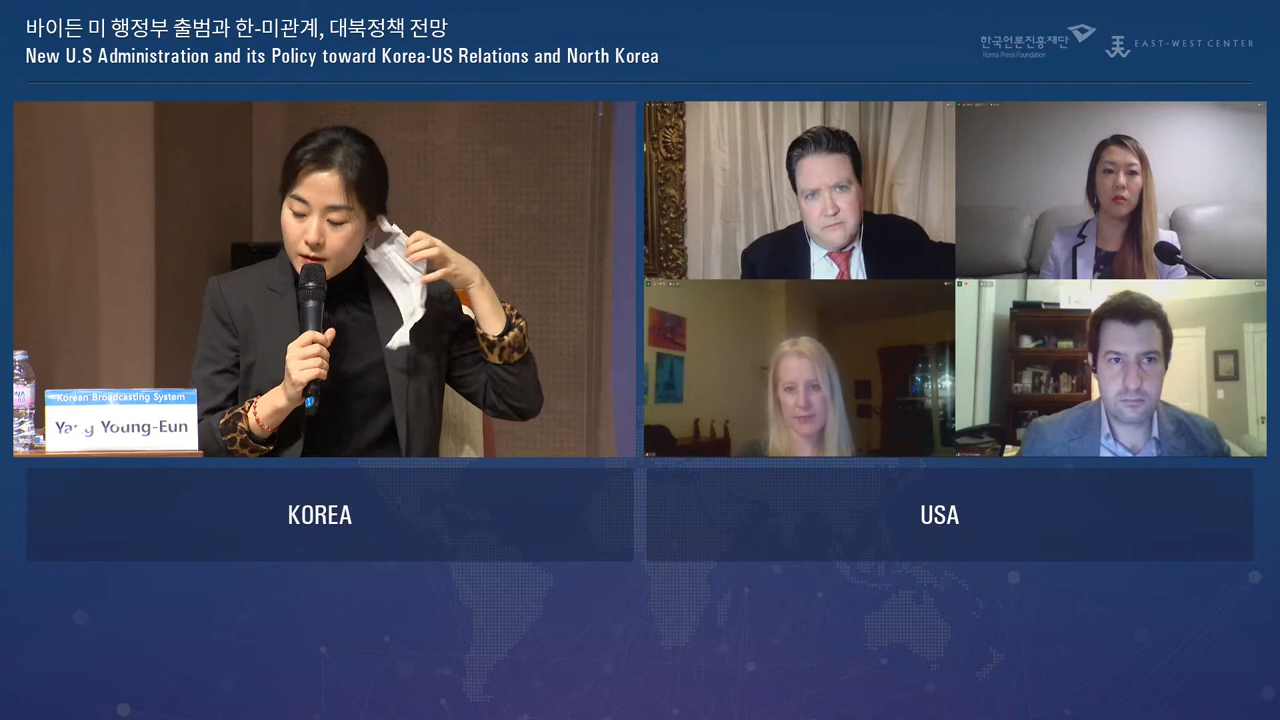 바이든 미 행정부 출범과 한-미관계, 대북정책 전망
New U.S Administration and its Policy toward Korea-US Relations and North Korea
한국언론진흥재단
Korea Press Foundation
EAST-WEST CENTER
Korean Broadcasting System
Yang Young-Eun
KOREA
USA